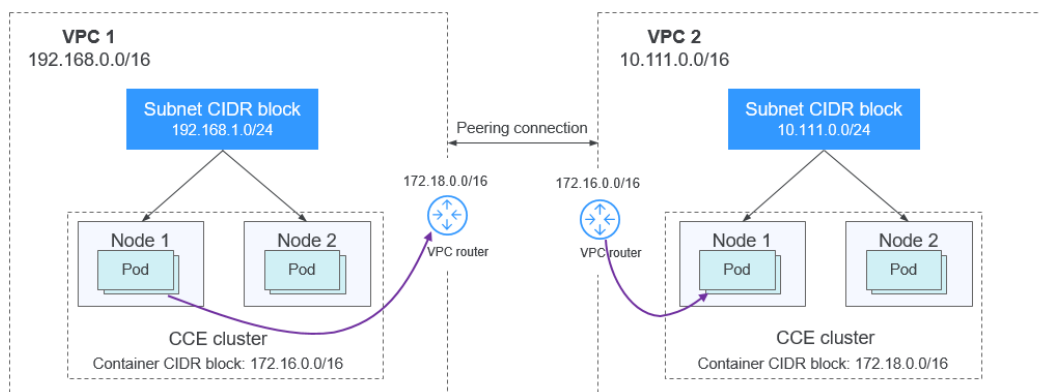 VPC 1
192.168.0.0/16
Subnet CIDR block
192.168.1.0/24
Node 1
Pod
Node 2
Pod
CCE cluster
Container CIDR block: 172.16.0.0/16
Peering connection
172.18.0.0/16
VPC router
172.16.0.0/16
VPC router
VPC 2
10.111.0.0/16
Subnet CIDR block
10.111.0.0/24
Node 1
Pod
Node 2
Pod
CCE cluster
Container CIDR block: 172.18.0.0/16